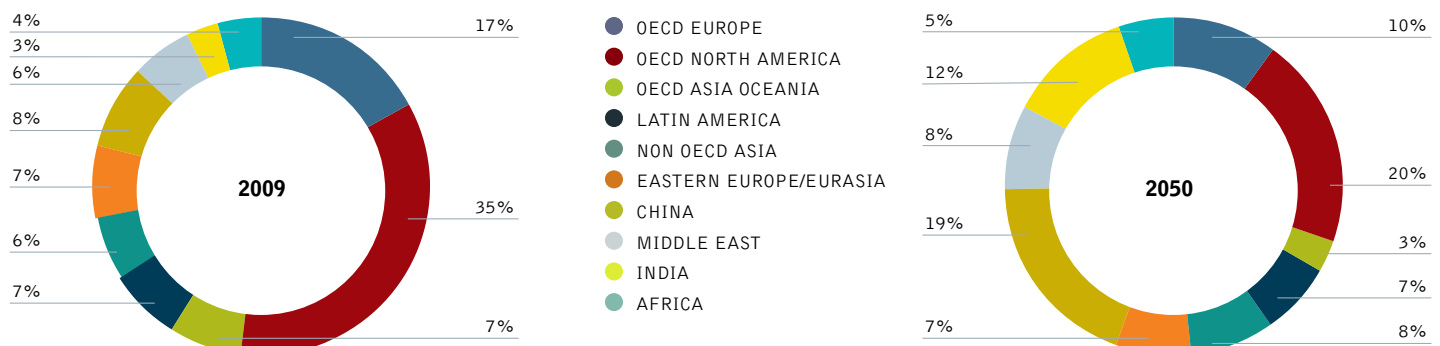 4%
3%
6%
8%
7%
6%
7%
17%
35%
7%
2009
OECD EUROPE
OECD NORTH AMERICA
OECD ASIA OCEANIA
LATIN AMERICA
NON OECD ASIA
EASTERN EUROPE/EURASIA
CHINA
MIDDLE EAST
INDIA
AFRICA
5%
12%
8%
19%
7%
10%
20%
3%
7%
8%
2050